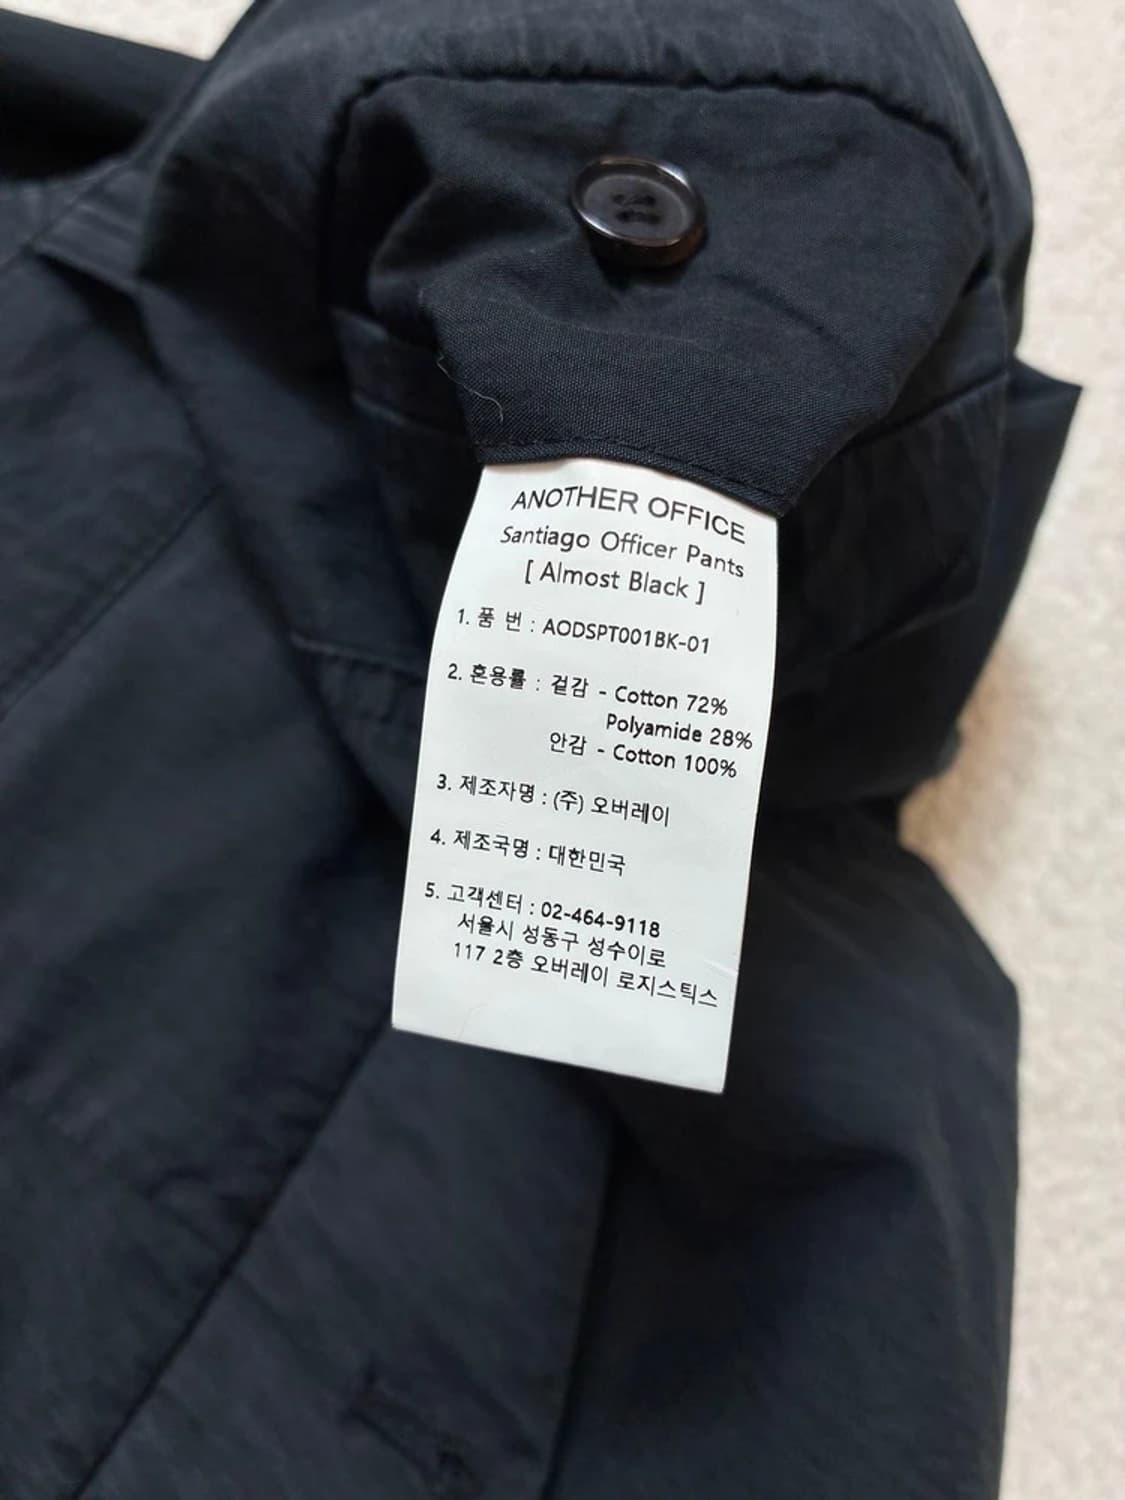 ANOTHER OFFICE
Santiago Officer Pants
[ Almost Black ]
1. 품 번 : AODSPT001BK-01
2. 혼용률 : 겉감 - Cotton 72%
Polyamide 28%
안감 - Cotton 100%
3. 제조자명 : (주) 오버레이
4. 제조국명 : 대한민국
5. 고객센터 : 02-464-9118
서울시 성동구 성수이로
117 2층 오버레이 로지스틱스